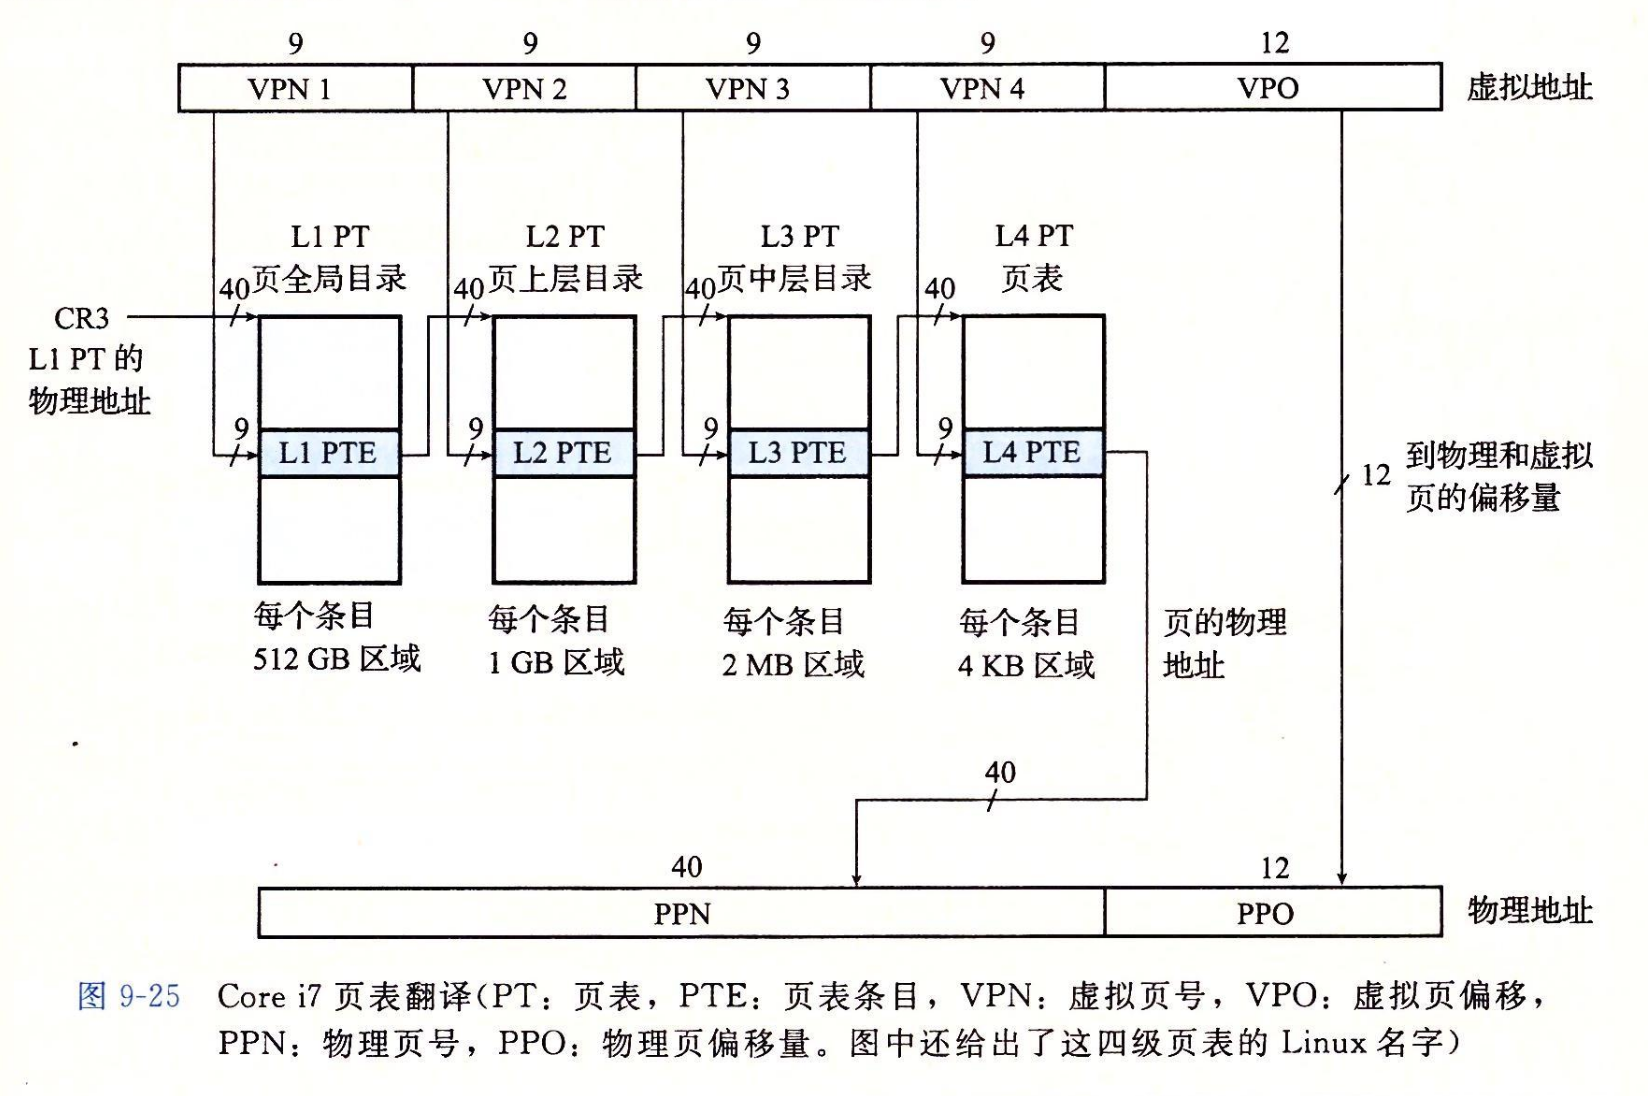 9 9 9 9 12
VPN 1 VPN 2 VPN 3 VPN 4 VPO 虚拟地址
L1 PT L2 PT L3 PT L4 PT
40页全局目录 40页上层目录 40页中层目录 40 页表
CR3
L1 PT 的
物理地址
9 9 9 9
L1 PTE L2 PTE L3 PTE L4 PTE
12 到物理和虚拟
页的偏移量
每个条目 每个条目 每个条目 每个条目 页的物理
512 GB 区域 1 GB 区域 2 MB 区域 4 KB 区域 地址
40
40 12
PPN PPO 物理地址
图 9-25 Core i7 页表翻译(PT：页表，PTE：页表条目，VPN：虚拟页号，VPO：虚拟页偏移，
PPN：物理页号，PPO：物理页偏移量。图中还给出了这四级页表的 Linux 名字)